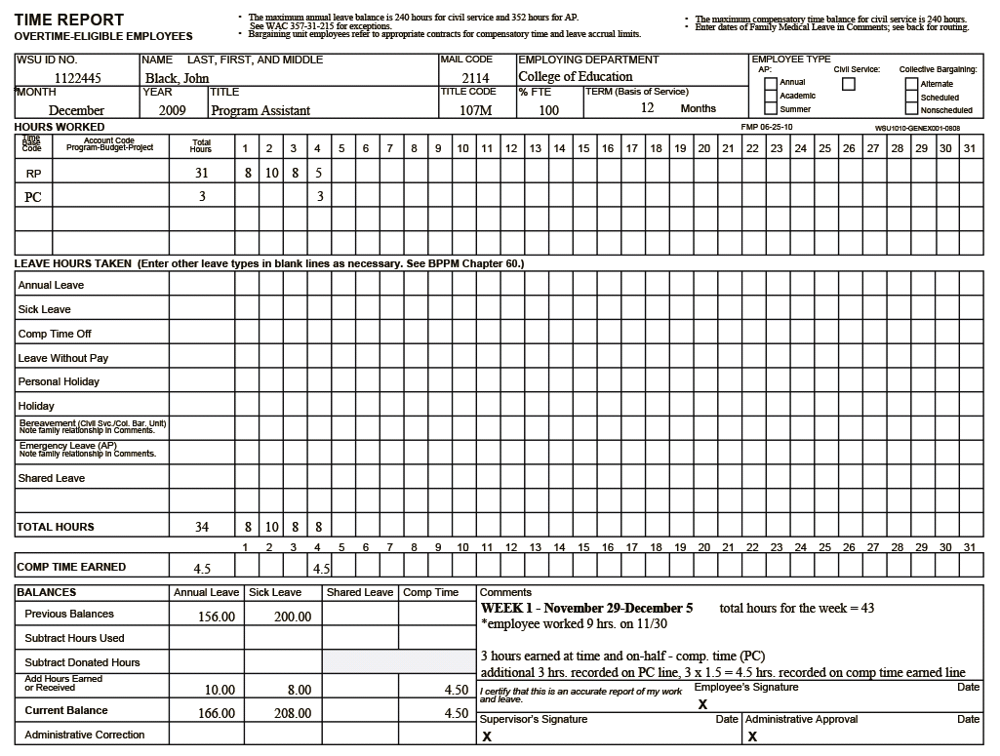 TIME REPORT
OVERTIME-ELIGIBLE EMPLOYEES
• The maximum annual leave balance is 240 hours for civil service and 352 hours for AP.
See WAC 357-31-215 for exceptions.
• Bargaining unit employees refer to appropriate contracts for compensatory time and leave accrual limits.
• The maximum compensatory time balance for civil service is 240 hours.
• Enter dates of Family Medical Leave in Comments; see back for routing.
WSU ID NO. NAME LAST, FIRST, AND MIDDLE MAIL CODE EMPLOYING DEPARTMENT EMPLOYEE TYPE
1122445 Black, John 2114 College of Education
AP: Civil Service: Collective Bargaining:
Annual Alternate
Academic Scheduled
Summer Nonscheduled
*MONTH YEAR TITLE TITLE CODE % FTE TERM (Basis of Service)
December 2009 Program Assistant 107M 100 12 Months
HOURS WORKED FMP 06-25-10 WSU1010-GENEX001-0808
Time Base Code Account Code Program-Budget-Project Total Hours 1 2 3 4 5 6 7 8 9 10 11 12 13 14 15 16 17 18 19 20 21 22 23 24 25 26 27 28 29 30 31
RP 31 8 10 8 5
PC 3 3
LEAVE HOURS TAKEN (Enter other leave types in blank lines as necessary. See BPPM Chapter 60.)
Annual Leave
Sick Leave
Comp Time Off
Leave Without Pay
Personal Holiday
Holiday
Bereavement (Civil Svc./Col. Bar. Unit)
Note family relationship in Comments.
Emergency Leave (AP)
Note family relationship in Comments.
Shared Leave
TOTAL HOURS 34 8 10 8 8
1 2 3 4 5 6 7 8 9 10 11 12 13 14 15 16 17 18 19 20 21 22 23 24 25 26 27 28 29 30 31
COMP TIME EARNED 4.5 4.5
BALANCES Annual Leave Sick Leave Shared Leave Comp Time
Previous Balances 156.00 200.00
Subtract Hours Used
Subtract Donated Hours
Add Hours Earned
or Received 10.00 8.00 4.50
Current Balance 166.00 208.00 4.50
Administrative Correction
Comments
WEEK 1 - November 29-December 5 total hours for the week = 43
*employee worked 9 hrs. on 11/30
3 hours earned at time and on-half - comp. time (PC)
additional 3 hrs. recorded on PC line, 3 x 1.5 = 4.5 hrs. recorded on comp time earned line
I certify that this is an accurate report of my work
and leave.
Employee's Signature Date
X
Supervisor's Signature Date Administrative Approval Date
X X